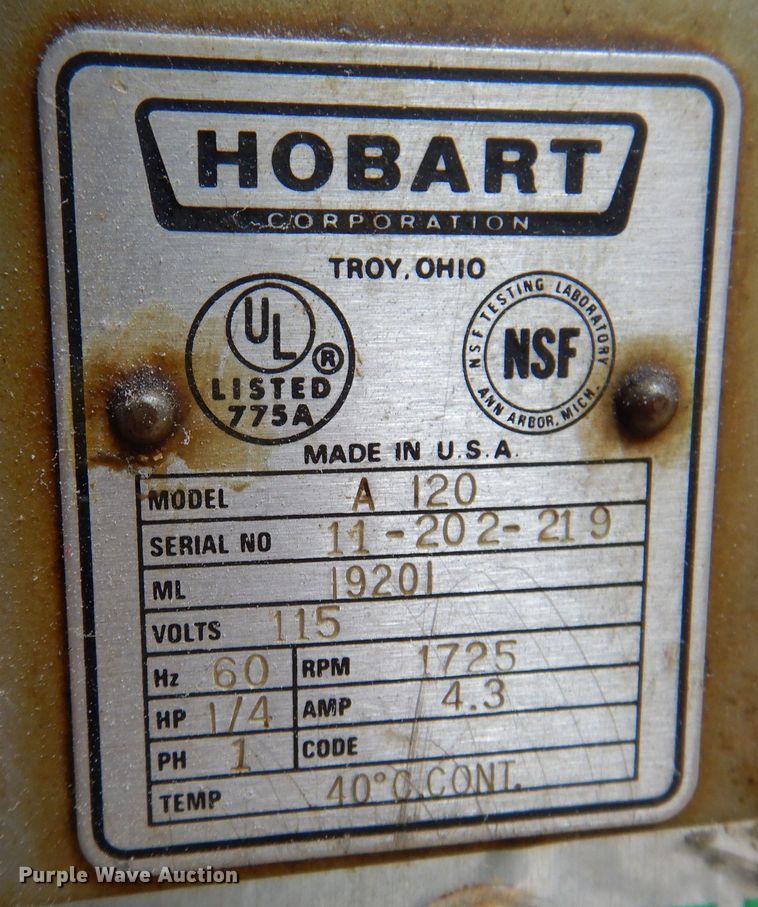 HOBART
CORPORATION
TROY, OHIO
UL ®
LISTED
775A
NSF TESTING LABORATORY
NSF
ANN ARBOR, MICH.
MADE IN U.S.A.
MODEL A 120
SERIAL NO 11-202-219
ML 19201
VOLTS 115
Hz 60 RPM 1725
HP 1/4 AMP 4.3
PH 1 CODE
TEMP 40°C.CONT.
Purple Wave Auction